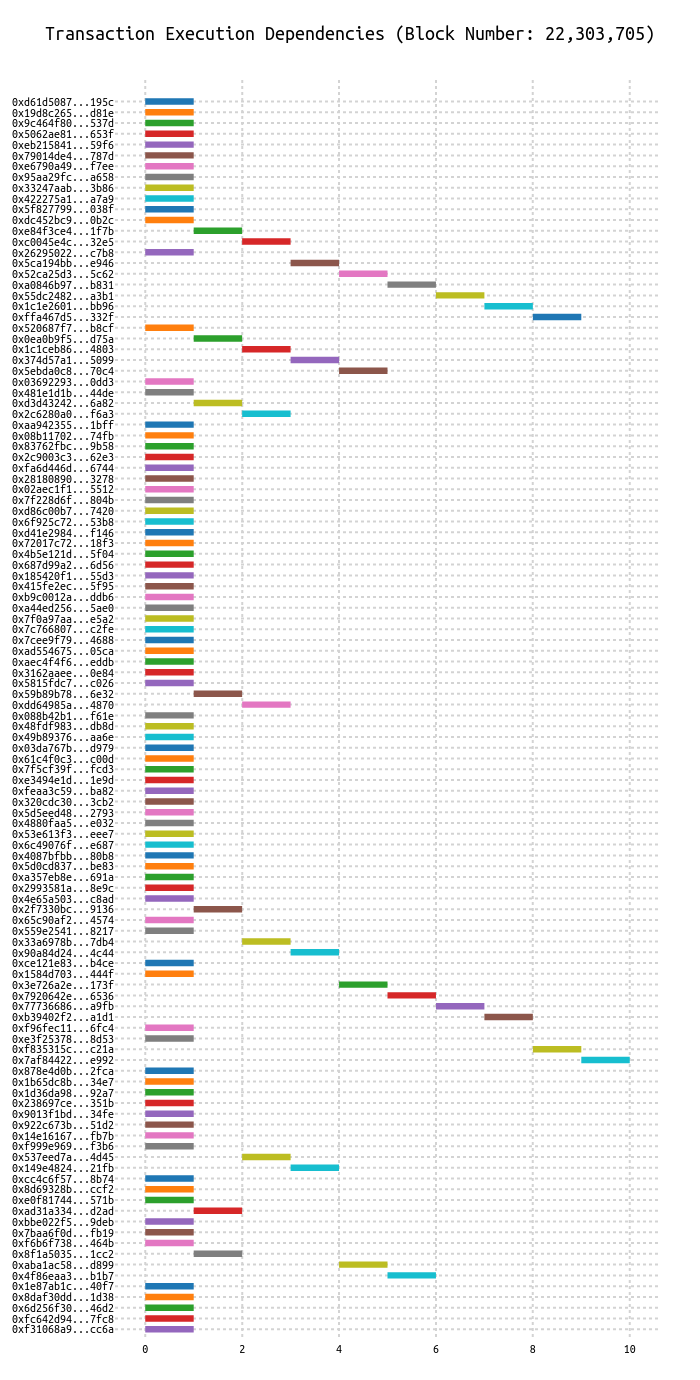 Transaction Execution Dependencies (Block Number: 22,303,705)
0xd61d5087...195c
0x19d8c265...d81e
0x9c464f80...537d
0x5062ae81...653f
0xeb215841...59f6
0x79014de4...787d
0xe6790a49...f7ee
0x95aa29fc...a658
0x33247aab...3b86
0x422275a1...a7a9
0x5f827799...038f
0xdc452bc9...0b2c
0xe84f3ce4...1f7b
0xc0045e4c...32e5
0x26295022...c7b8
0x5ca194bb...e946
0x52ca25d3...5c62
0xa0846b97...b831
0x55dc2482...a3b1
0x1c1e2601...bb96
0xffa467d5...332f
0x520687f7...b8cf
0x0ea0b9f5...d75a
0x1c1ceb86...4803
0x374d57a1...5099
0x5ebda0c8...70c4
0x03692293...0dd3
0x481e1d1b...44de
0xd3d43242...6a82
0x2c6280a0...f6a3
0xaa942355...1bff
0x08b11702...74fb
0x83762fbc...9b58
0x2c9003c3...62e3
0xfa6d446d...6744
0x28180890...3278
0x02aec1f1...5512
0x7f228d6f...804b
0xd86c00b7...7420
0x6f925c72...53b8
0xd41e2984...f146
0x72017c72...18f3
0x4b5e121d...5f04
0x687d99a2...6d56
0x185420f1...55d3
0x415fe2ec...5f95
0xb9c0012a...ddb6
0xa44ed256...5ae0
0x7f0a97aa...e5a2
0x7c766807...c2fe
0x7cee9f79...4688
0xad554675...05ca
0xaec4f4f6...eddb
0x3162aaee...0e84
0x5815fdc7...c026
0x59b89b78...6e32
0xdd64985a...4870
0x088b42b1...f61e
0x48fdf983...db8d
0x49b89376...aa6e
0x03da767b...d979
0x61c4f0c3...c00d
0x7f5cf39f...fcd3
0xe3494e1d...1e9d
0xfeaa3c59...ba82
0x320cdc30...3cb2
0x5d5eed48...2793
0x4880faa5...e032
0x53e613f3...eee7
0x6c49076f...e687
0x4087bfbb...80b8
0x5d0cd837...be83
0xa357eb8e...691a
0x2993581a...8e9c
0x4e65a503...c8ad
0x2f7330bc...9136
0x65c90af2...4574
0x559e2541...8217
0x33a6978b...7db4
0x90a84d24...4c44
0xce121e83...b4ce
0x1584d703...444f
0x3e726a2e...173f
0x7920642e...6536
0x77736686...a9fb
0xb39402f2...a1d1
0xf96fec11...6fc4
0xe3f25378...8d53
0xf835315c...c21a
0x7af84422...e992
0x878e4d0b...2fca
0x1b65dc8b...34e7
0x1d36da98...92a7
0x238697ce...351b
0x9013f1bd...34fe
0x922c673b...51d2
0x14e16167...fb7b
0xf999e969...f3b6
0x537eed7a...4d45
0x149e4824...21fb
0xcc4c6f57...8b74
0x8d69328b...ccf2
0xe0f81744...571b
0xad31a334...d2ad
0xbbe022f5...9deb
0x7baa6f0d...fb19
0xf6b6f738...464b
0x8f1a5035...1cc2
0xaba1ac58...d899
0x4f86eaa3...b1b7
0x1e87ab1c...40f7
0x8daf30dd...1d38
0x6d256f30...46d2
0xfc642d94...7fc8
0xf31068a9...cc6a
0 2 4 6 8 10